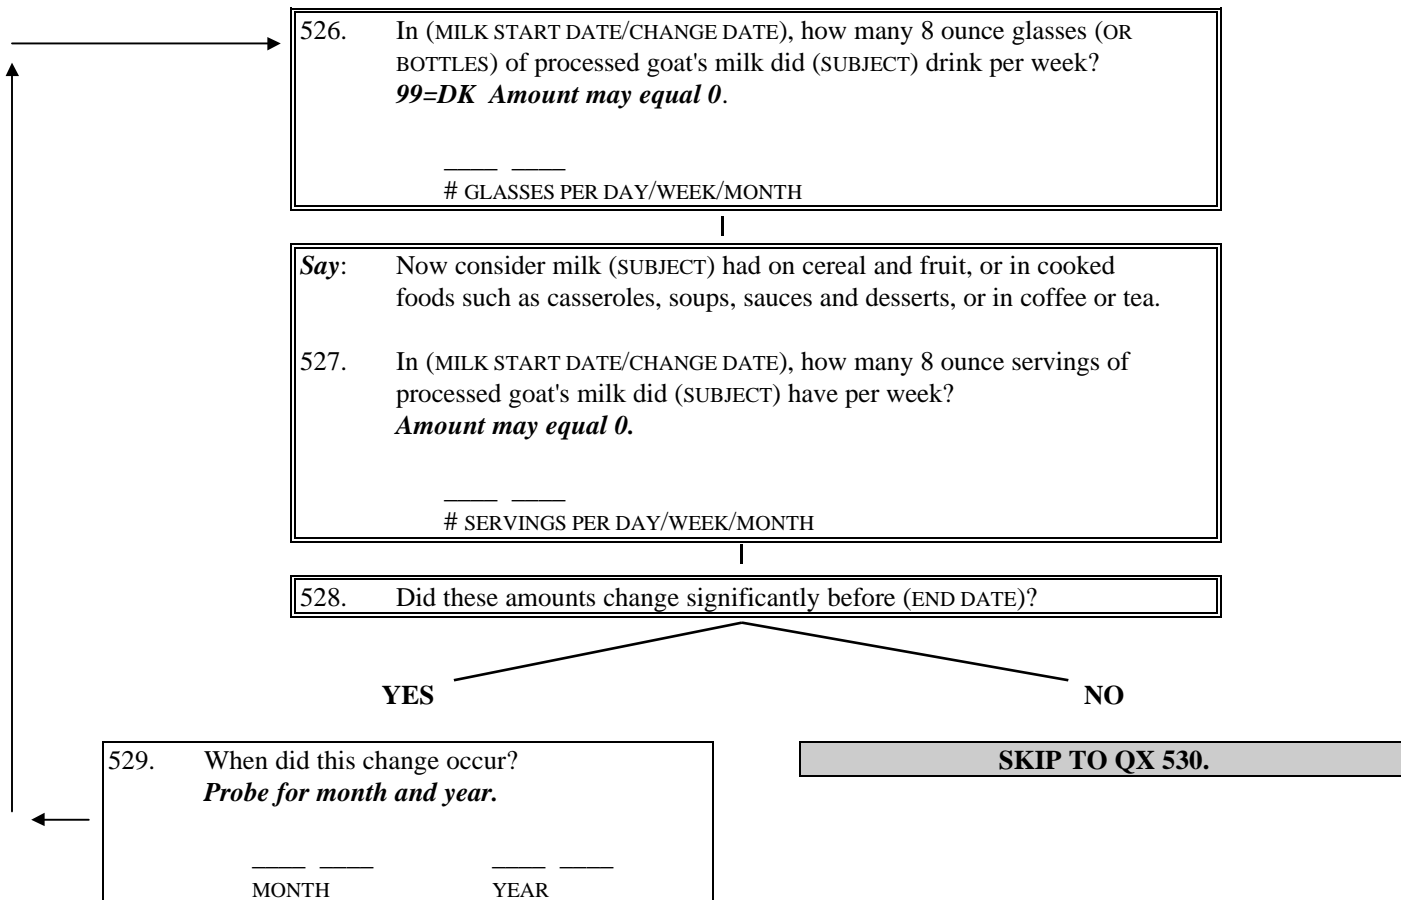 526. In (MILK START DATE/CHANGE DATE), how many 8 ounce glasses (OR
BOTTLES) of processed goat's milk did (SUBJECT) drink per week?
99=DK Amount may equal 0.
____ ____
# GLASSES PER DAY/WEEK/MONTH
Say: Now consider milk (SUBJECT) had on cereal and fruit, or in cooked
foods such as casseroles, soups, sauces and desserts, or in coffee or tea.
527. In (MILK START DATE/CHANGE DATE), how many 8 ounce servings of
processed goat's milk did (SUBJECT) have per week?
Amount may equal 0.
____ ____
# SERVINGS PER DAY/WEEK/MONTH
528. Did these amounts change significantly before (END DATE)?
YES NO
529. When did this change occur?
Probe for month and year.
____ ____ ____ ____
MONTH YEAR
SKIP TO QX 530.